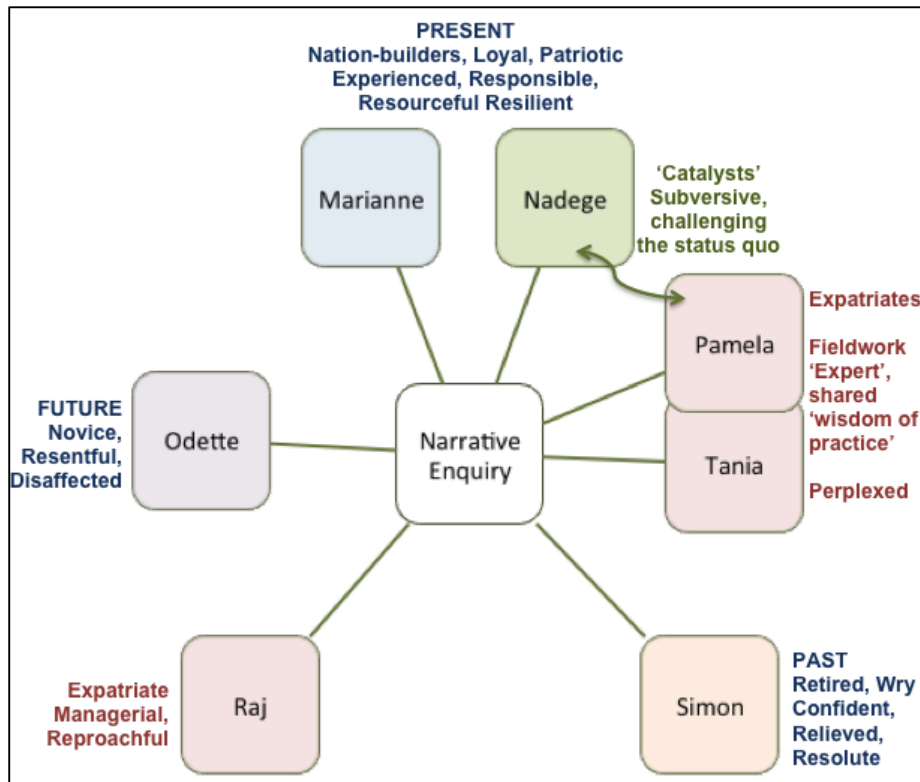 PRESENT
Nation-builders, Loyal, Patriotic
Experienced, Responsible,
Resourceful Resilient
Marianne
Nadege
‘Catalysts’
Subversive,
challenging
the status quo
Pamela
Expatriates
Fieldwork
‘Expert’,
shared
‘wisdom of
practice’
Perplexed
Tania
Narrative
Enquiry
FUTURE
Novice,
Resentful,
Disaffected
Odette
Expatriate
Managerial,
Reproachful
Raj
Simon
PAST
Retired, Wry
Confident,
Relieved,
Resolute